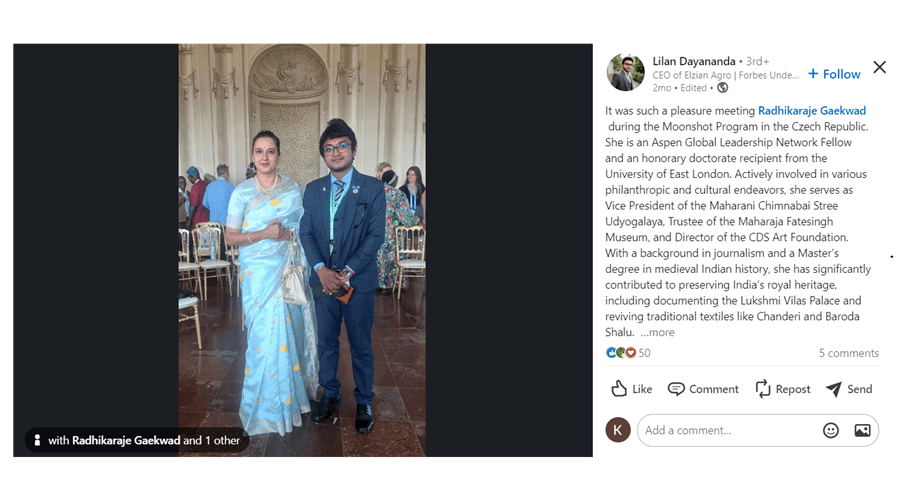 Lilan Dayananda • 3rd+
CEO of Elzian Agro | Forbes Unde...
2mo • Edited •
+ Follow
It was such a pleasure meeting Radhikaraje Gaekwad
during the Moonshot Program in the Czech Republic.
She is an Aspen Global Leadership Network Fellow
and an honorary doctorate recipient from the
University of East London. Actively involved in various
philanthropic and cultural endeavors, she serves as
Vice President of the Maharani Chimnabai Stree
Udyogalaya, Trustee of the Maharaja Fatesingh
Museum, and Director of the CDS Art Foundation.
With a background in journalism and a Master's
degree in medieval Indian history, she has significantly
contributed to preserving India's royal heritage,
including documenting the Lukshmi Vilas Palace and
reviving traditional textiles like Chanderi and Baroda
Shalu. ...more
50
5 comments
Like Comment Repost Send
K
Add a comment...
with Radhikaraje Gaekwad and 1 other